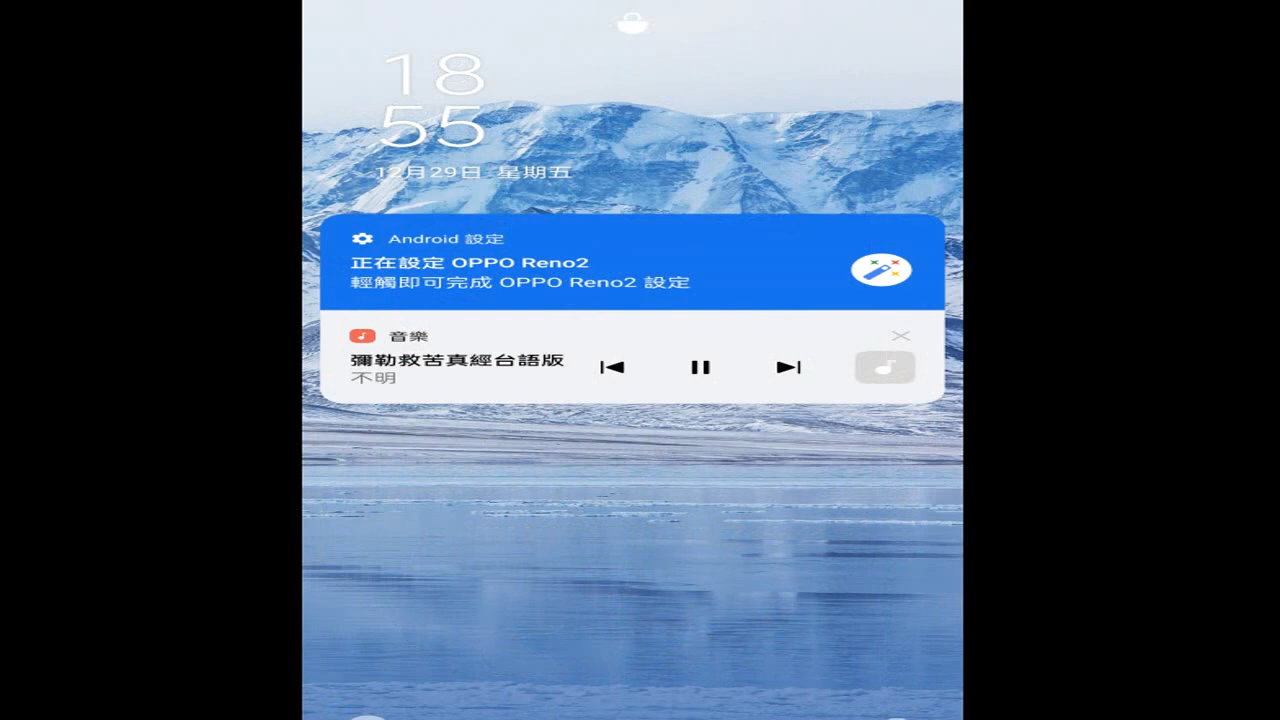 18
55
12月29日 星期五
Android 設定
正在設定 OPPO Reno2
輕觸即可完成 OPPO Reno2 設定
音樂
彌勒救苦真經台語版
不明